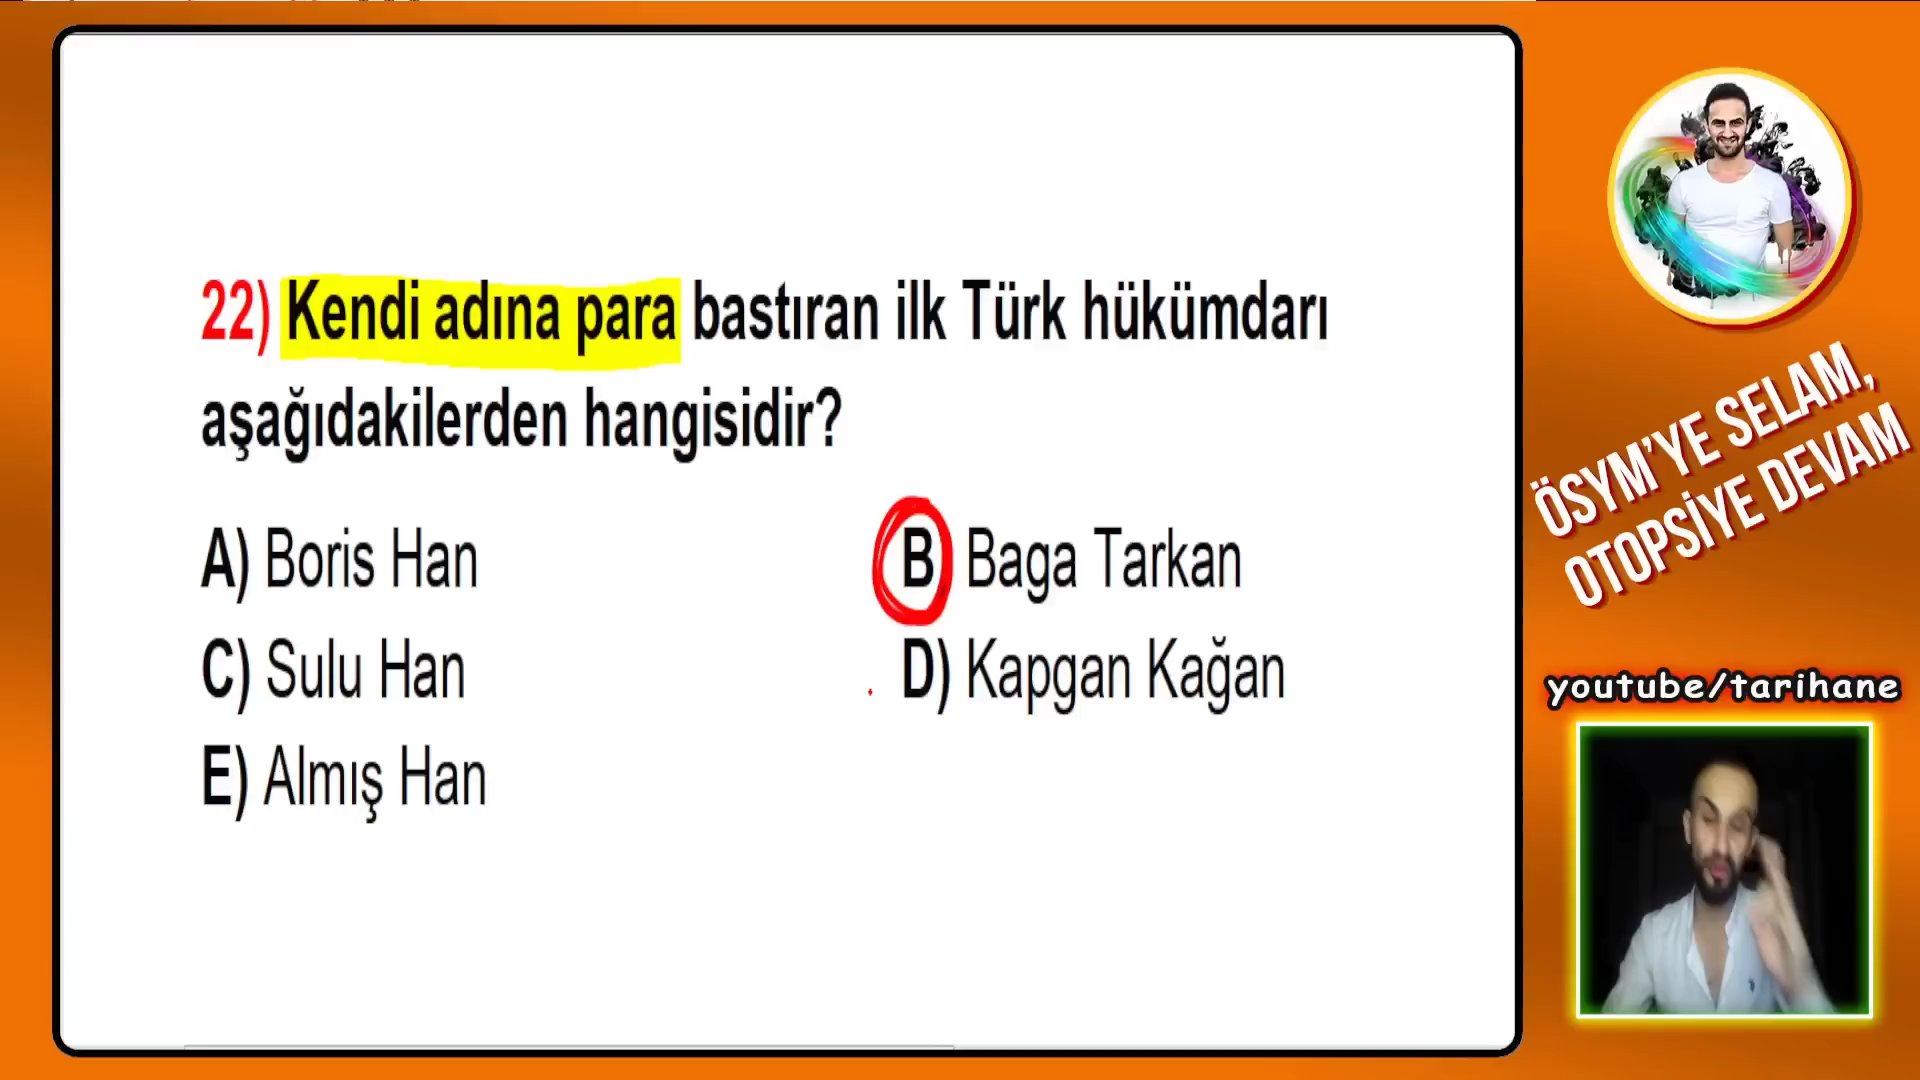 22) Kendi adına para bastıran ilk Türk hükümdarı
aşağıdakilerden hangisidir?
A) Boris Han
B) Baga Tarkan
C) Sulu Han
D) Kapgan Kağan
E) Almış Han
ÖSYM'YE SELAM,
OTOPSİYE DEVAM
youtube/tarihane